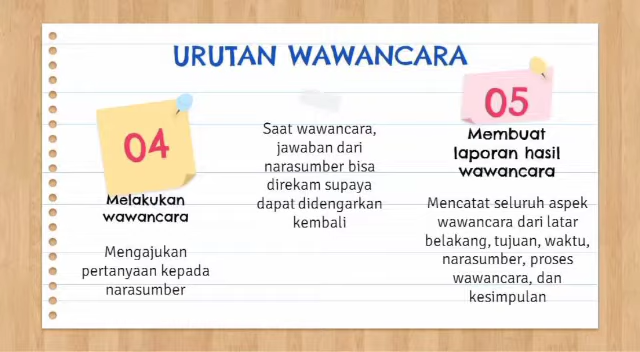 URUTAN WAWANCARA
04
Melakukan
wawancara
Mengajukan
pertanyaan kepada
narasumber
Saat wawancara,
jawaban dari
narasumber bisa
direkam supaya
dapat didengarkan
kembali
05
Membuat
laporan hasil
wawancara
Mencatat seluruh aspek
wawancara dari latar
belakang, tujuan, waktu,
narasumber, proses
wawancara, dan
kesimpulan